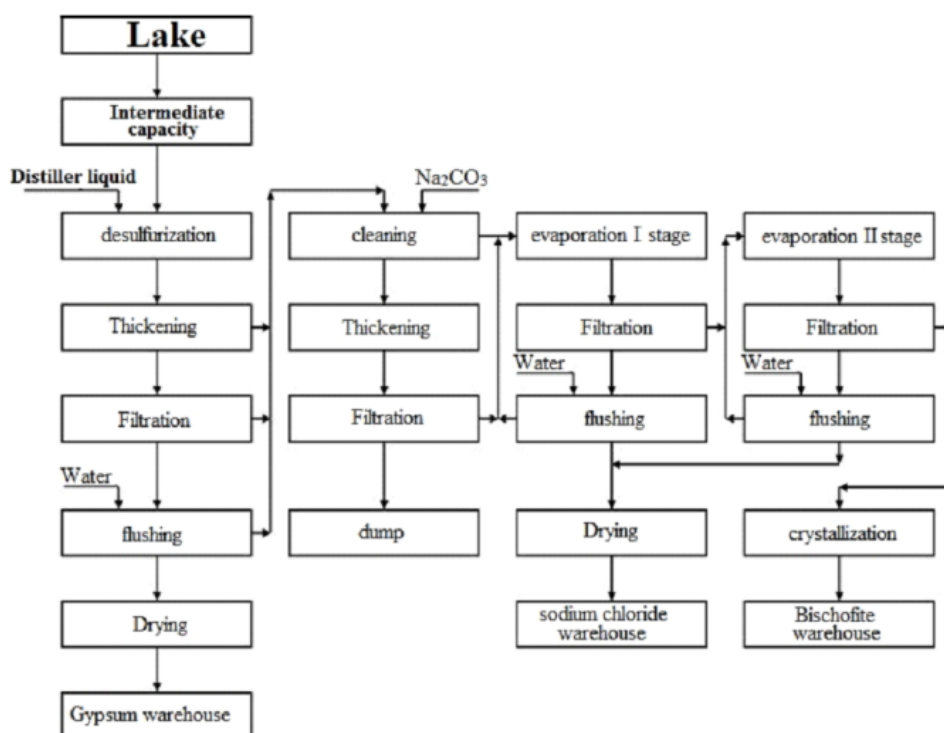 Lake
Intermediate
capacity
Distiller liquid
Na₂CO₃
desulfurization
cleaning
evaporation I stage
evaporation II stage
Thickening
Thickening
Filtration
Filtration
Water
Water
Filtration
Filtration
flushing
flushing
Water
flushing
dump
Drying
crystallization
Drying
sodium chloride
warehouse
Bischofite
warehouse
Gypsum warehouse